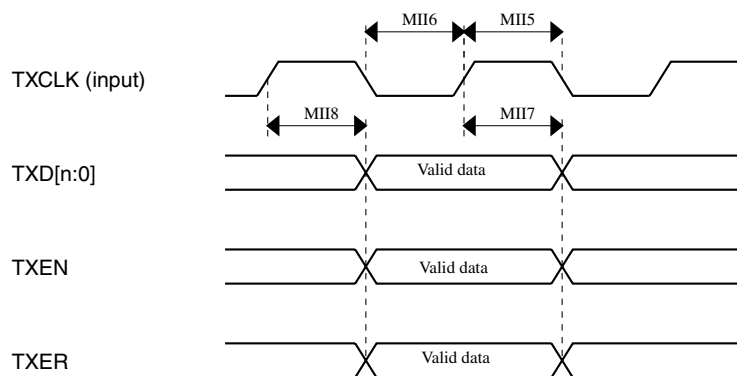 MII6 MII5
TXCLK (input)
MII8 MII7
TXD[n:0] Valid data
TXEN Valid data
TXER Valid data